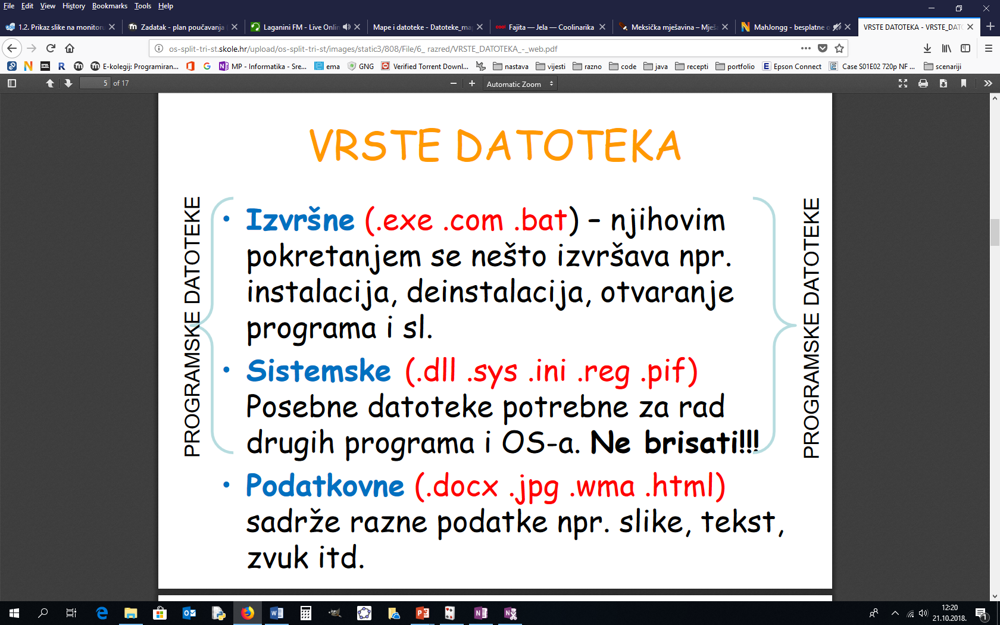 File Edit View History Bookmarks Tools Help
1.2. Prikaz slike na monitoru
Zadatak - plan poučavanja
Laganini FM - Live Onlin
Mape i datoteke - Datoteke_ma
cool Fajita — Jela — Coolinarika
Meksička mješavina – Mješ
MahJongg - besplatne o
VRSTE DATOTEKA - VRSTE_DATO
os-split-tri-st.skole.hr/upload/os-split-tri-st/images/static3/808/File/6_ razred/VRSTE_DATOTEKA_-_web.pdf
E-kolegiji: Programiran... MP - Informatika - Sre... ema GNG Verified Torrent Downl... nastava vijesti razno code java recepti portfolio Epson Connect Case S01E02 720p NF ... scenariji
5 of 17 Automatic Zoom
VRSTE DATOTEKA
PROGRAMSKE DATOTEKE
• Izvršne (.exe .com .bat) – njihovim
pokretanjem se nešto izvršava npr.
instalacija, deinstalacija, otvaranje
programa i sl.
• Sistemske (.dll .sys .ini .reg .pif)
Posebne datoteke potrebne za rad
drugih programa i OS-a. Ne brisati!!!
PROGRAMSKE DATOTEKE
• Podatkovne (.docx .jpg .wma .html)
sadrže razne podatke npr. slike, tekst,
zvuk itd.
12:20
21.10.2018.
1